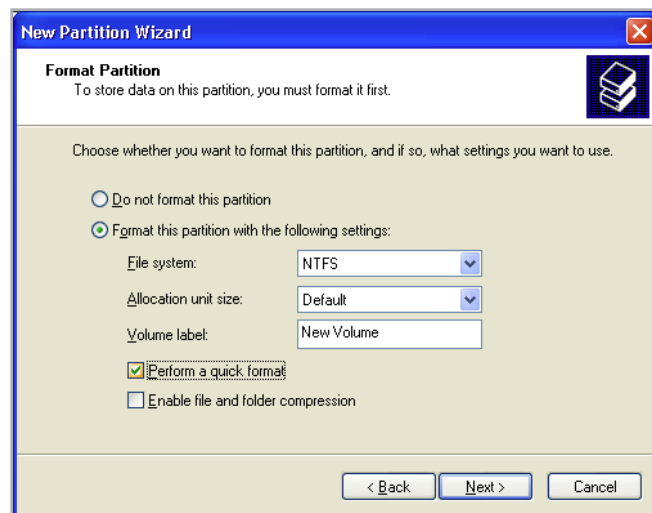 New Partition Wizard
Format Partition
To store data on this partition, you must format it first.
Choose whether you want to format this partition, and if so, what settings you want to use.
Do not format this partition
Format this partition with the following settings:
File system: NTFS
Allocation unit size: Default
Volume label: New Volume
Perform a quick format
Enable file and folder compression
< Back Next > Cancel